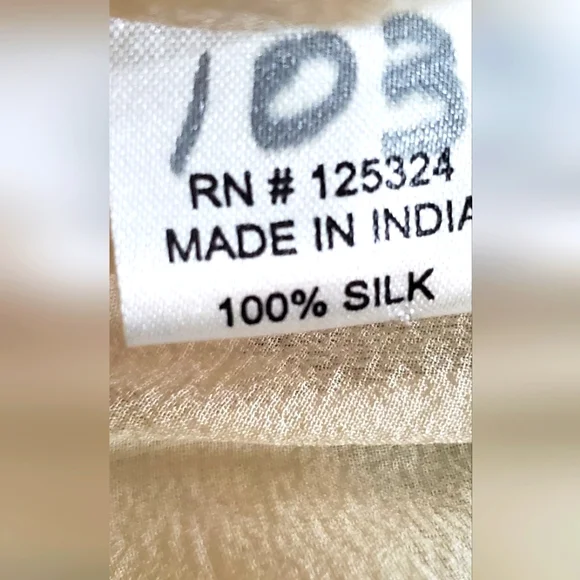 103
RN # 125324
MADE IN INDIA
100% SILK